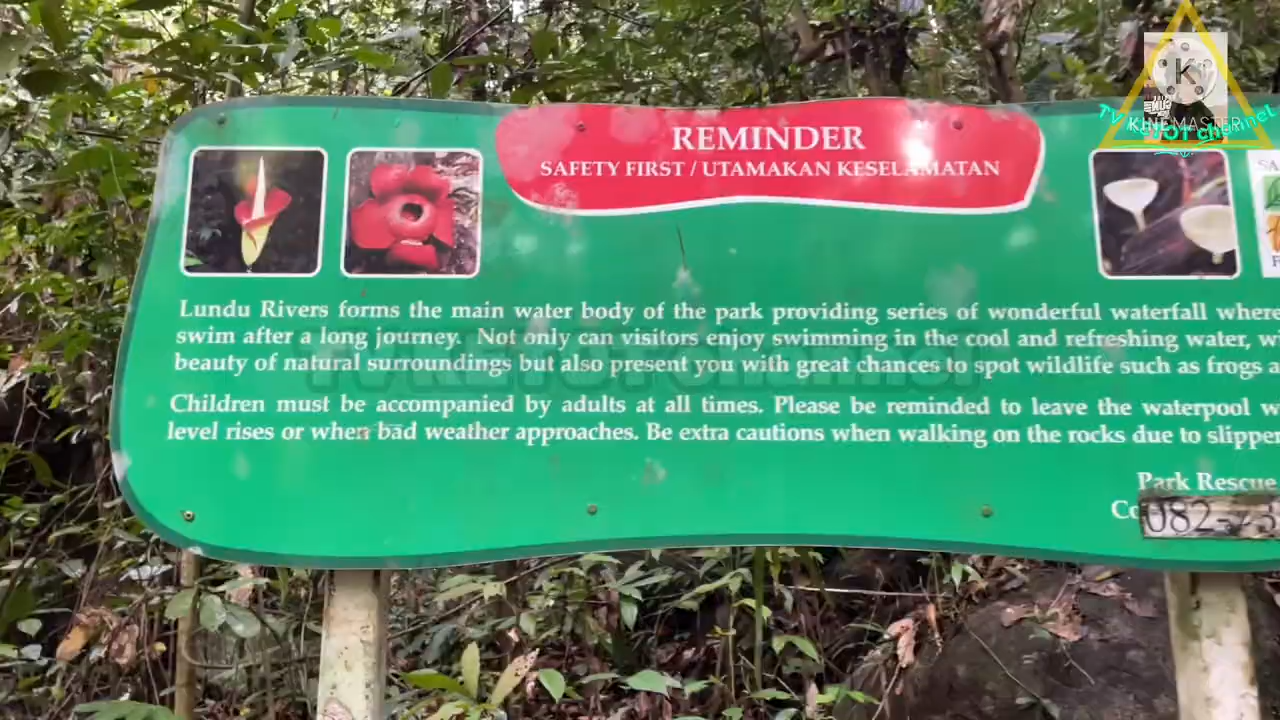 REMINDER
SAFETY FIRST / UTAMAKAN KESELAMATAN
Lundu Rivers forms the main water body of the park providing series of wonderful waterfall where
swim after a long journey. Not only can visitors enjoy swimming in the cool and refreshing water,
beauty of natural surroundings but also present you with great chances to spot wildlife such as frogs
Children must be accompanied by adults at all times. Please be reminded to leave the waterpool
level rises or when bad weather approaches. Be extra cautions when walking on the rocks due to
Park Rescue
082-
K
KINEMASTER